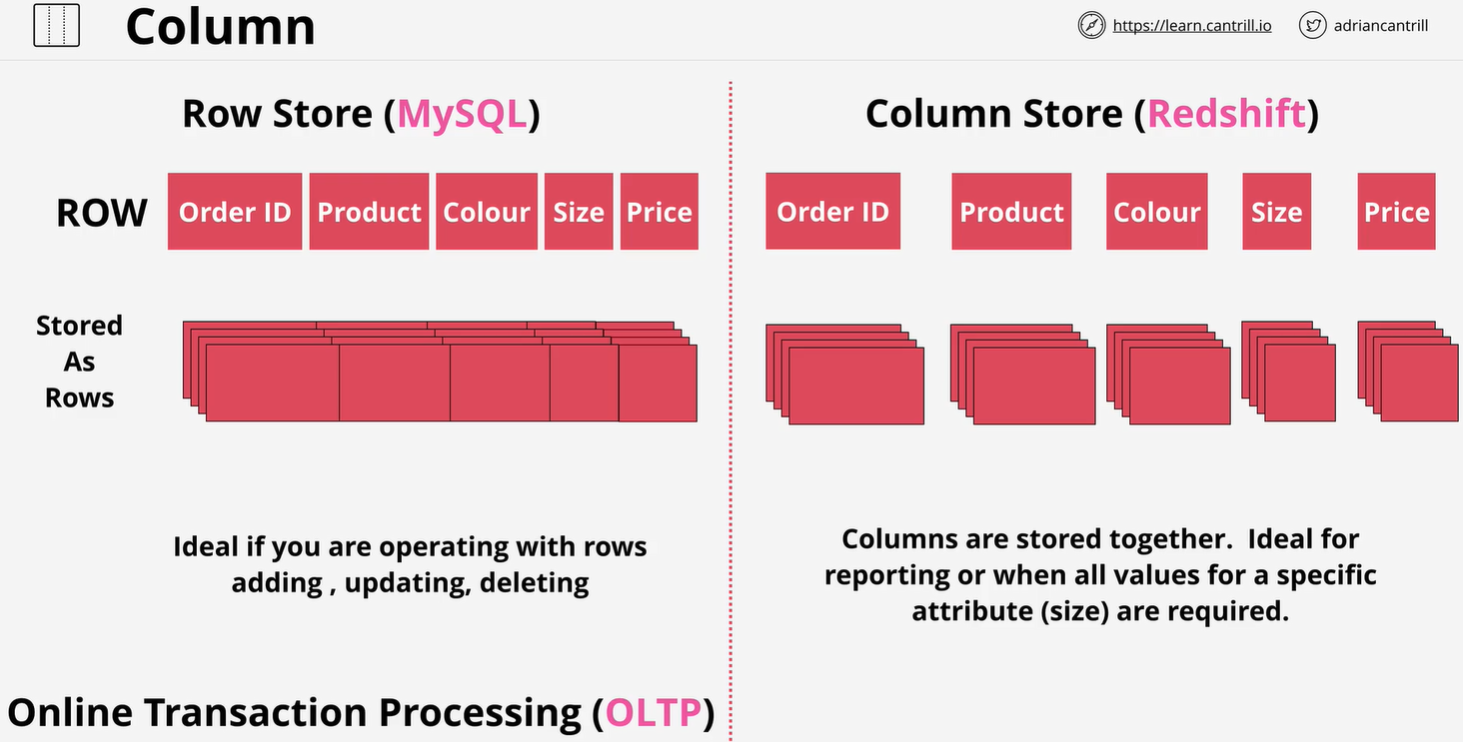 Column
https://learn.cantrill.io
adriancantrill
Row Store (MySQL)
ROW
Order ID
Product
Colour
Size
Price
Stored
As
Rows
Ideal if you are operating with rows
adding , updating, deleting
Online Transaction Processing (OLTP)
Column Store (Redshift)
Order ID
Product
Colour
Size
Price
Columns are stored together. Ideal for
reporting or when all values for a specific
attribute (size) are required.